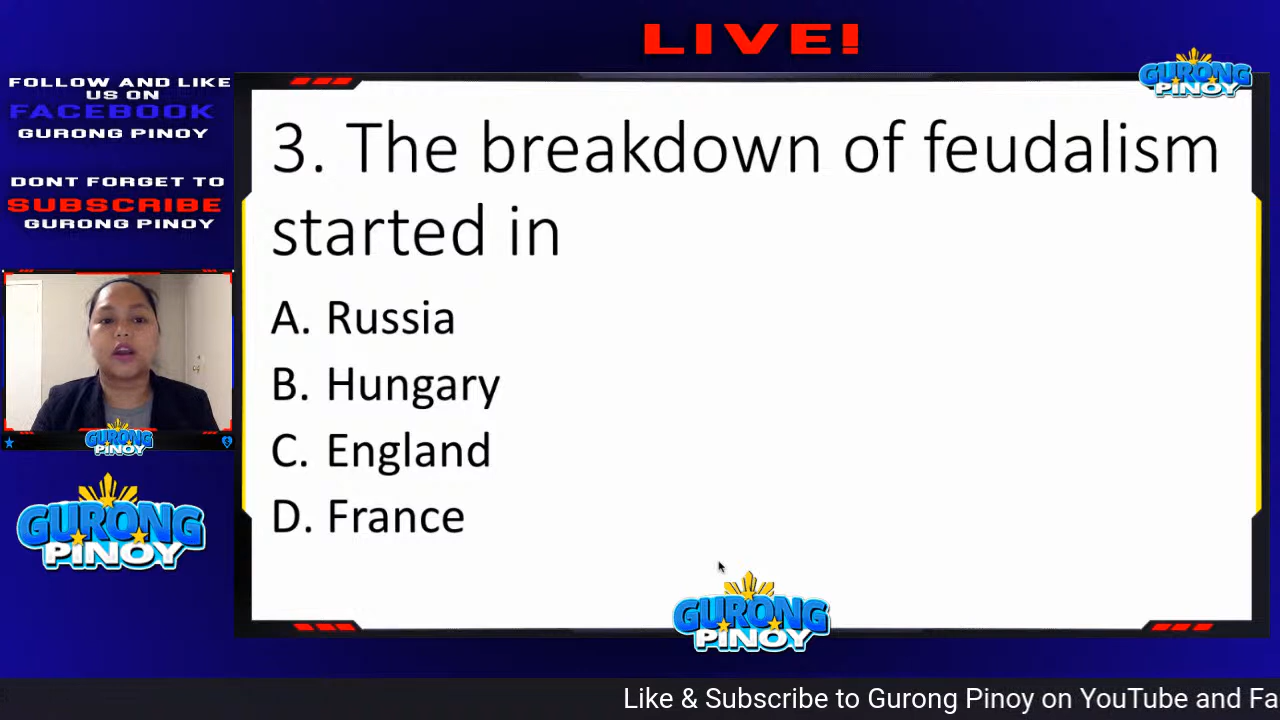 LIVE!
FOLLOW AND LIKE
US ON
FACEBOOK
GURONG PINOY
DONT FORGET TO
SUBSCRIBE
GURONG PINOY
GURONG
PINOY
3. The breakdown of feudalism
started in
A. Russia
B. Hungary
C. England
D. France
GURONG
PINOY
GURONG
PINOY
GURONG
PINOY
Like & Subscribe to Gurong Pinoy on YouTube and Fa